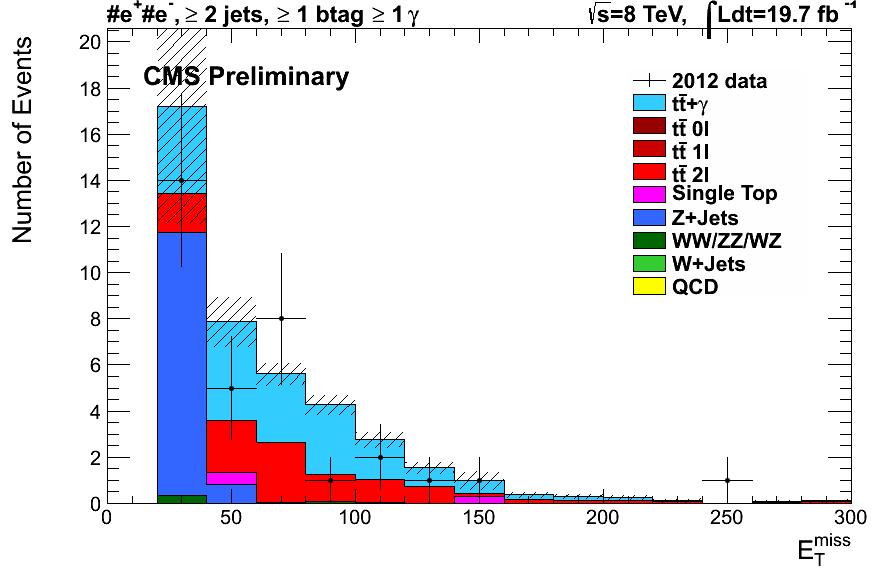 #e⁺#e⁻, ≥ 2 jets, ≥ 1 btag ≥ 1 γ
√s=8 TeV, ∫Ldt=19.7 fb⁻¹
CMS Preliminary
Number of Events
20
18
16
14
12
10
8
6
4
2
0
2012 data
tt̄+γ
tt̄ 0l
tt̄ 1l
tt̄ 2l
Single Top
Z+Jets
WW/ZZ/WZ
W+Jets
QCD
0 50 100 150 200 250 300
E_T^miss